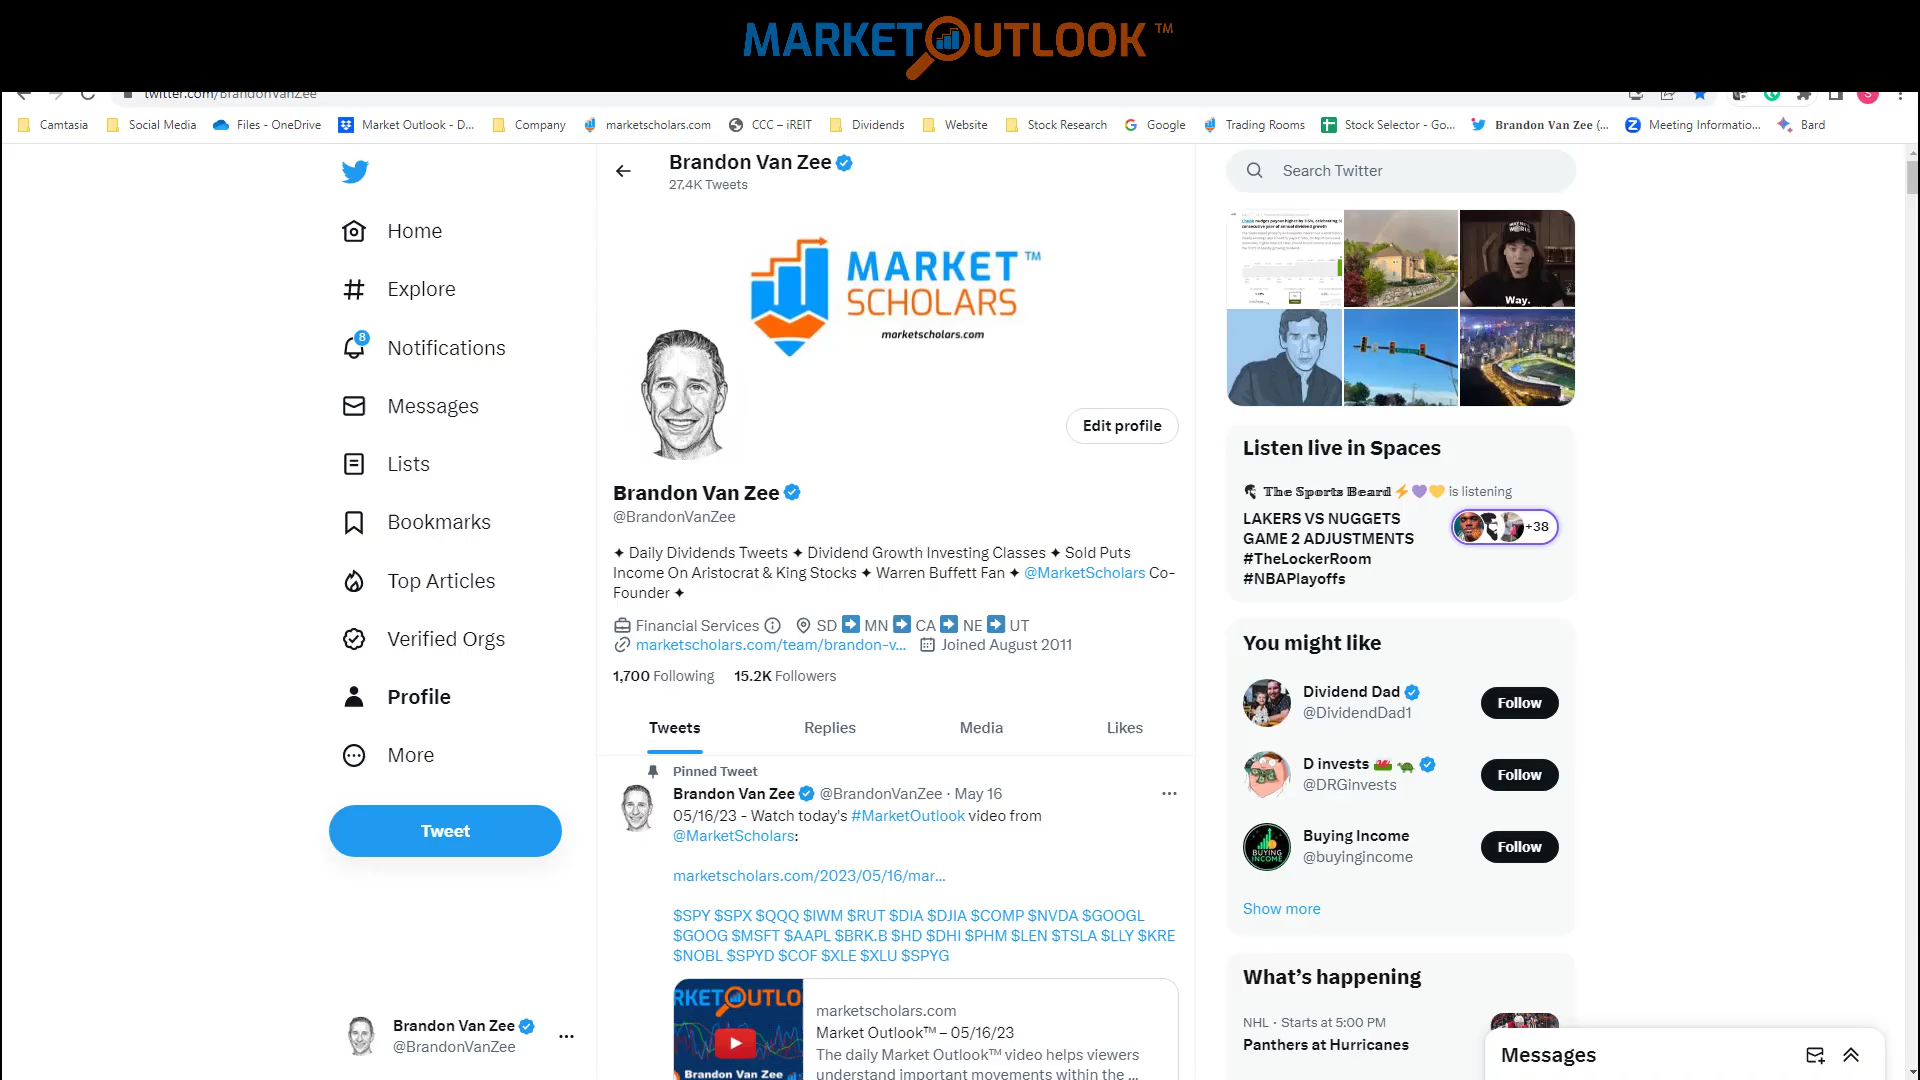 MARKETOUTLOOK™
twitter.com/BrandonVanZee
Camtasia Social Media Files - OneDrive Market Outlook - D... Company marketscholars.com CCC – iREIT Dividends Website Stock Research Google Trading Rooms Stock Selector - Go... Brandon Van Zee (... Meeting Informatio... Bard
Brandon Van Zee
27.4K Tweets
Home
Explore
8
Notifications
Messages
Lists
Bookmarks
Top Articles
Verified Orgs
Profile
More
Tweet
Brandon Van Zee
@BrandonVanZee
MARKET™
SCHOLARS
marketscholars.com
Edit profile
Brandon Van Zee
@BrandonVanZee
✦ Daily Dividends Tweets ✦ Dividend Growth Investing Classes ✦ Sold Puts
Income On Aristocrat & King Stocks ✦ Warren Buffett Fan ✦ @MarketScholars Co-
Founder ✦
Financial Services SD ➡ MN ➡ CA ➡ NE ➡ UT
marketscholars.com/team/brandon-v... Joined August 2011
1,700 Following 15.2K Followers
Tweets Replies Media Likes
Pinned Tweet
Brandon Van Zee @BrandonVanZee · May 16
05/16/23 - Watch today's #MarketOutlook video from
@MarketScholars:
marketscholars.com/2023/05/16/mar...
$SPY $SPX $QQQ $IWM $RUT $DIA $DJIA $COMP $NVDA $GOOGL
$GOOG $MSFT $AAPL $BRK.B $HD $DHI $PHM $LEN $TSLA $LLY $KRE
$NOBL $SPYD $COF $XLE $XLU $SPYG
RKETOUTLO
Brandon Van Zee
marketscholars.com
Market Outlook™ – 05/16/23
The daily Market Outlook™ video helps viewers
understand important movements within the ...
Search Twitter
Way.
Listen live in Spaces
The Sports Beard⚡💜💛 is listening
LAKERS VS NUGGETS
GAME 2 ADJUSTMENTS
#TheLockerRoom
#NBAPlayoffs
+38
You might like
Dividend Dad
@DividendDad1
Follow
D invests 🏴󠁧󠁢󠁷󠁬󠁳󠁿 🐢
@DRGinvests
Follow
BUYING
INCOME
Buying Income
@buyingincome
Follow
Show more
What's happening
NHL · Starts at 5:00 PM
Panthers at Hurricanes
Messages